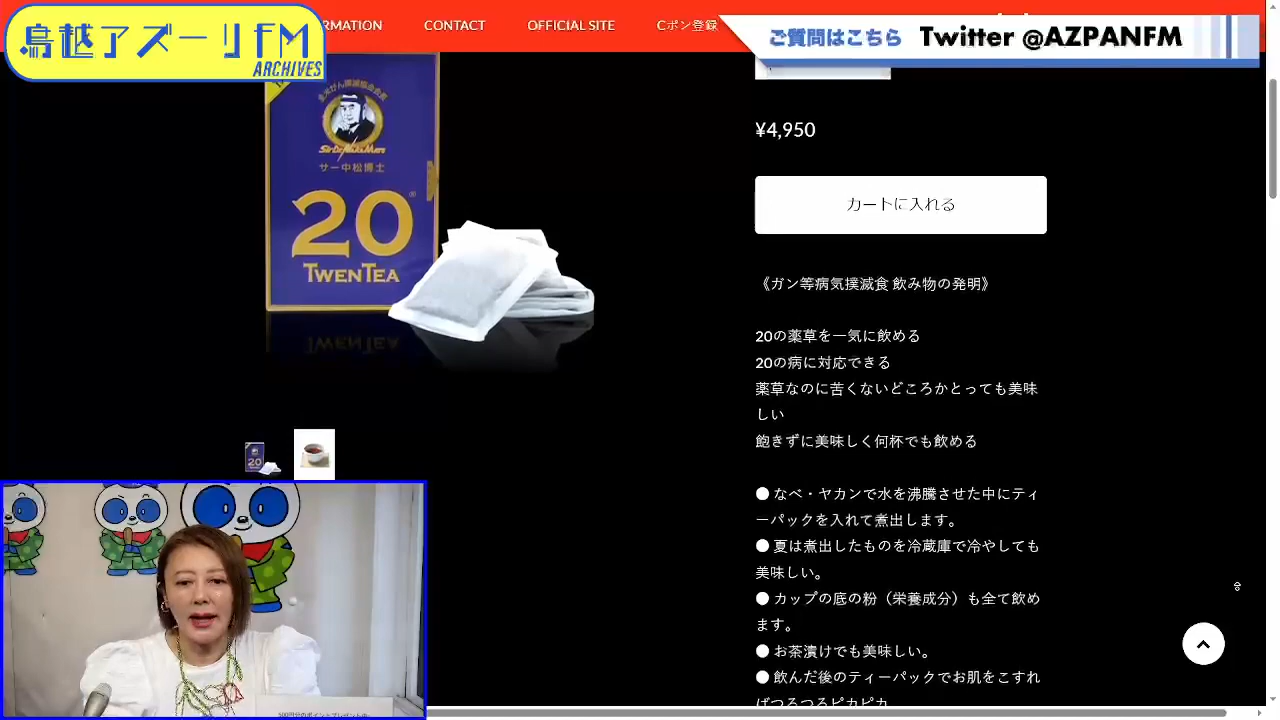 鳥越アズーリFM
ARCHIVES
RMATION
CONTACT
OFFICIAL SITE
Cポン登録
ご質問はこちら Twitter @AZPANFM
サー中松博士
20
TWENTEA
20
¥4,950
カートに入れる
《ガン等病気撲滅食 飲み物の発明》
20の薬草を一気に飲める
20の病に対応できる
薬草なのに苦くないどころかとっても美味
しい
飽きずに美味しく何杯でも飲める
● なべ・ヤカンで水を沸騰させた中にティ
ーパックを入れて煮出します。
● 夏は煮出したものを冷蔵庫で冷やしても
美味しい。
● カップの底の粉（栄養成分）も全て飲め
ます。
● お茶漬けでも美味しい。
● 飲んだ後のティーパックでお肌をこすれ
ばつるつるピカピカ